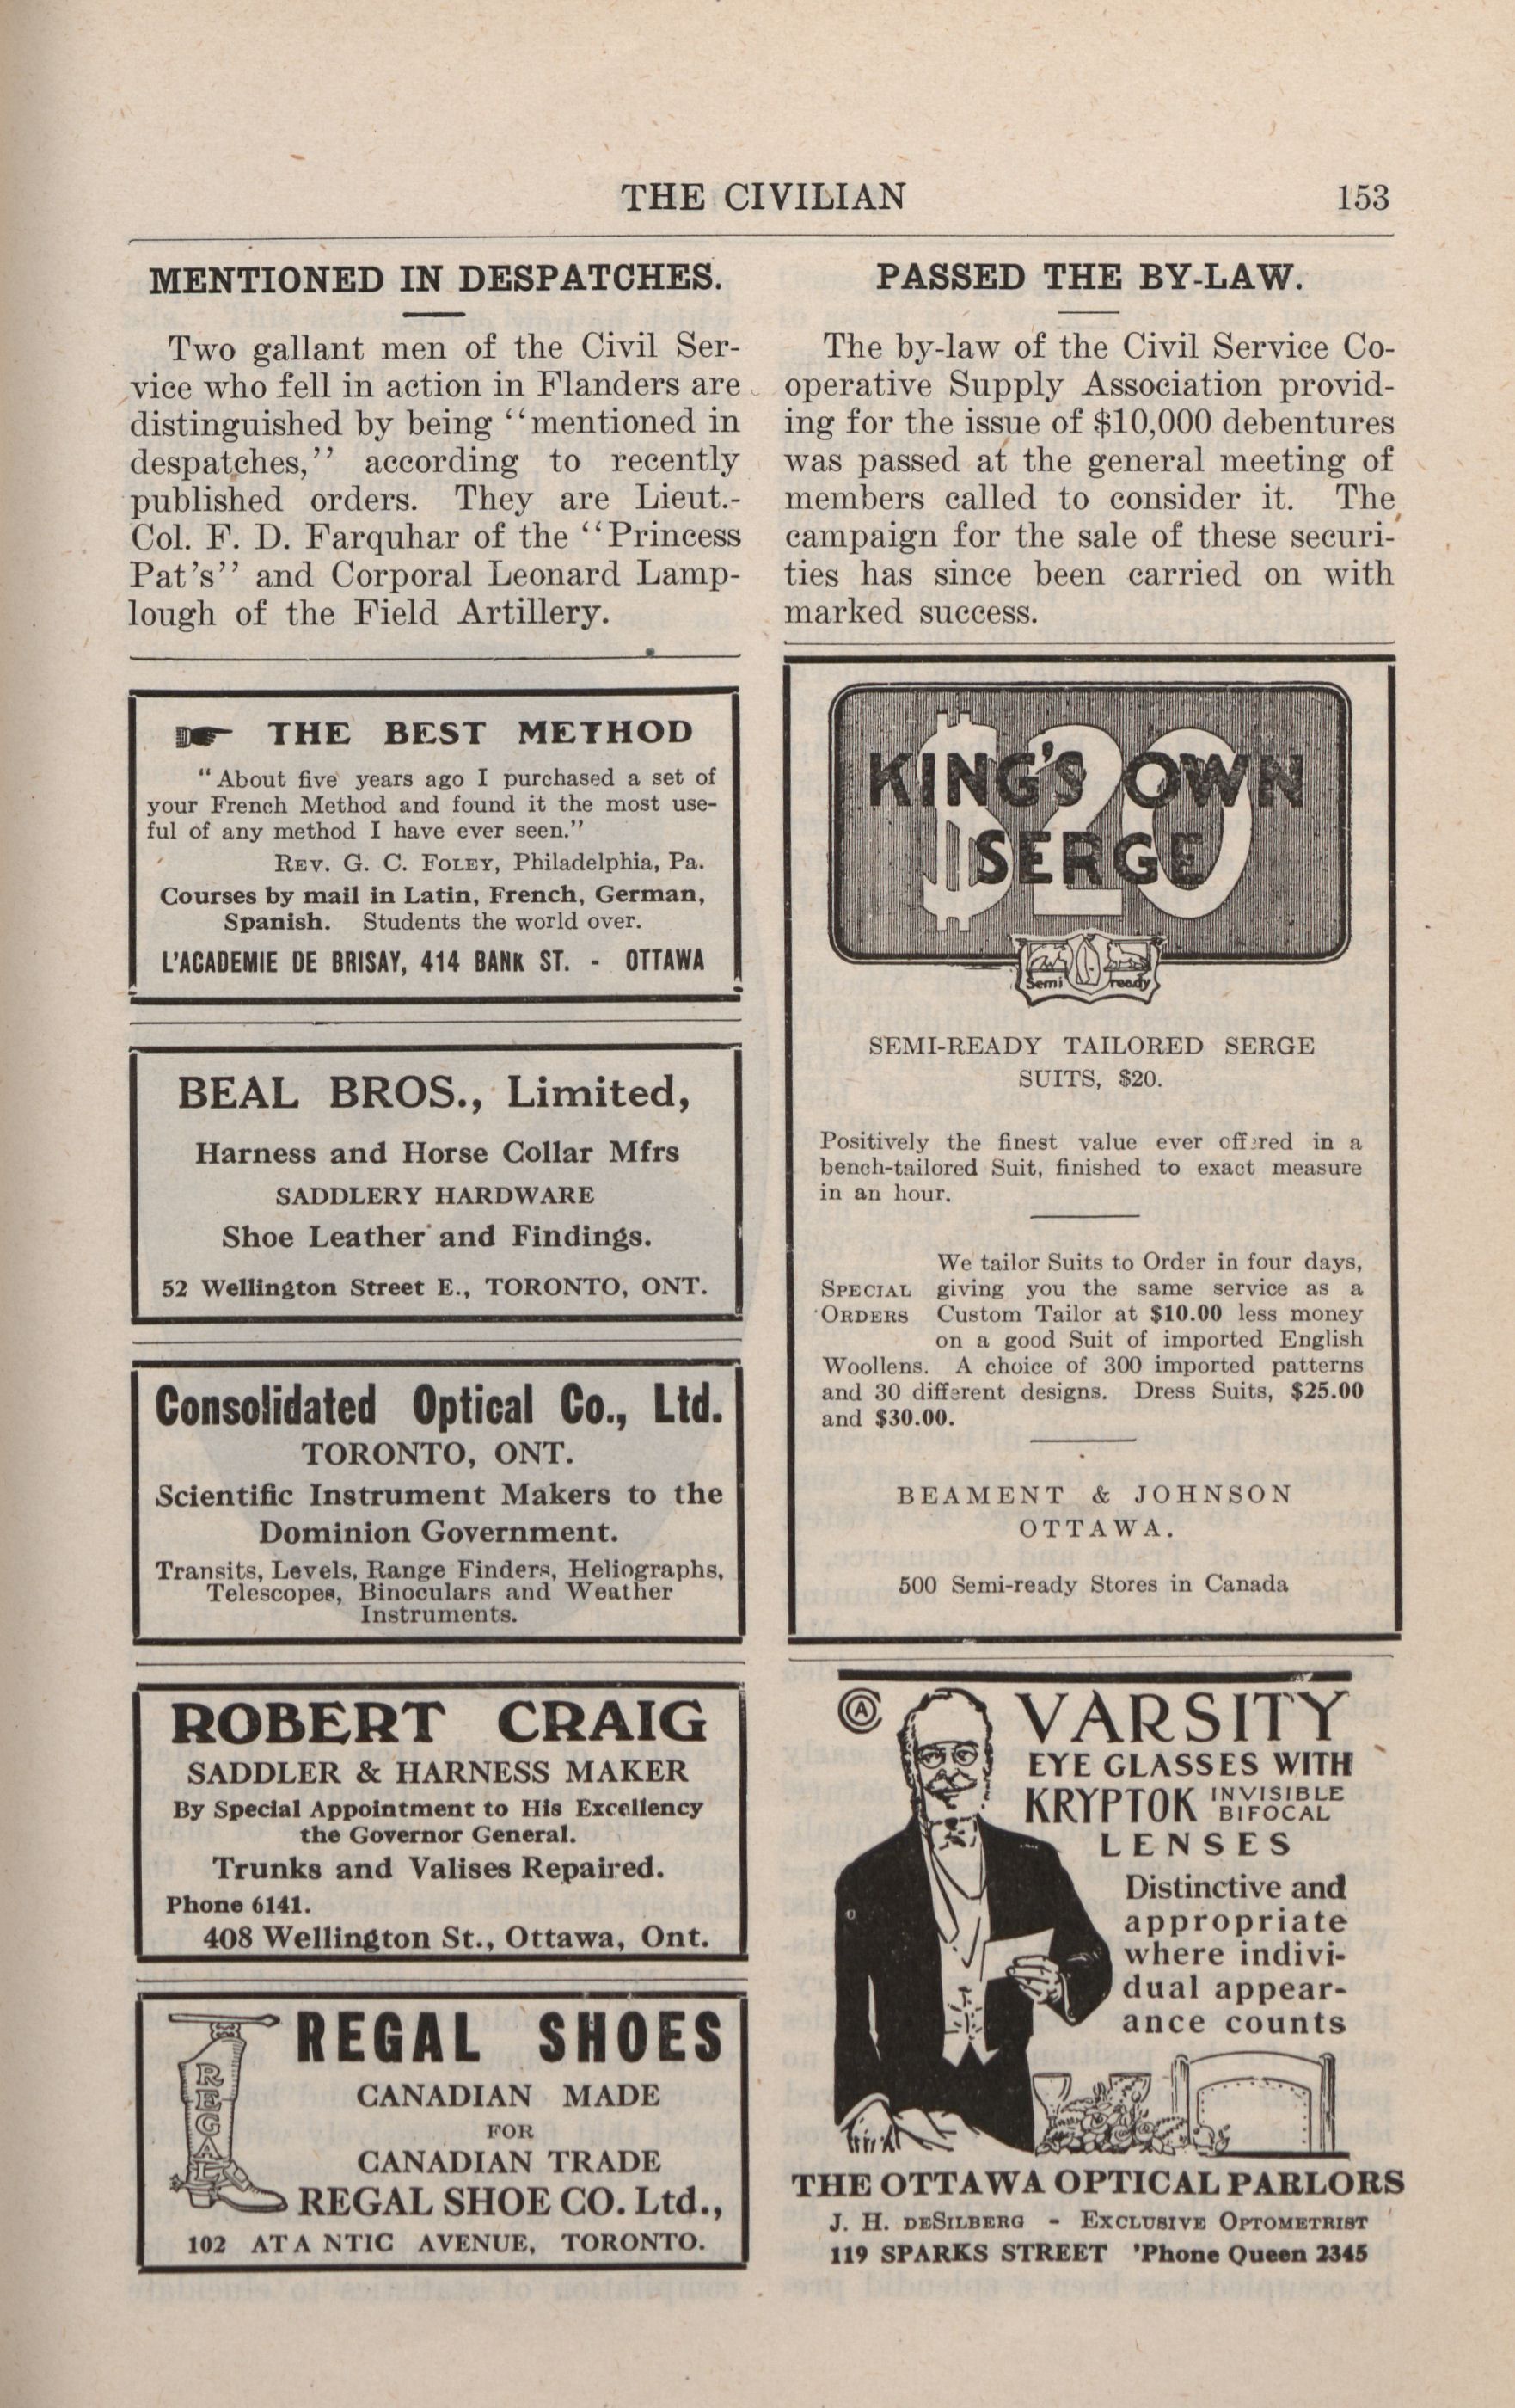 THE CIVILIAN 153
MENTIONED IN DESPATCHES.
Two gallant men of the Civil Ser-
vice who fell in action in Flanders are
distinguished by being ‘‘mentioned in
despatches,’’ according to recently
published orders. They are Lieut.-
Col. F. D. Farquhar of the ‘‘Princess
Pat's’’ and Corporal Leonard Lamp-
lough of the Field Artillery.
THE BEST METHOD
“About five years ago I purchased a set of
your French Method and found it the most use-
ful of any method I have ever seen.”
REV. G. C. FOLEY, Philadelphia, Pa.
Courses by mail in Latin, French, German,
Spanish. Students the world over.
L'ACADEMIE DE BRISAY, 414 BANK ST. - OTTAWA
BEAL BROS., Limited,
Harness and Horse Collar Mfrs
SADDLERY HARDWARE
Shoe Leather and Findings.
52 Wellington Street E., TORONTO, ONT.
Consolidated Optical Co., Ltd.
TORONTO, ONT.
Scientific Instrument Makers to the
Dominion Government.
Transits, Levels, Range Finders, Heliographs,
Telescopes, Binoculars and Weather
Instruments.
ROBERT CRAIG
SADDLER & HARNESS MAKER
By Special Appointment to His Excellency
the Governor General.
Trunks and Valises Repaired.
Phone 6141.
408 Wellington St., Ottawa, Ont.
REGAL
REGAL SHOES
CANADIAN MADE
FOR
CANADIAN TRADE
REGAL SHOE CO. Ltd.,
102 ATA NTIC AVENUE, TORONTO.
PASSED THE BY-LAW.
The by-law of the Civil Service Co-
operative Supply Association provid-
ing for the issue of $10,000 debentures
was passed at the general meeting of
members called to consider it. The
campaign for the sale of these securi-
ties has since been carried on with
marked success.
$20
KING'S OWN
SERGE
Semi ready
SEMI-READY TAILORED SERGE
SUITS, $20.
Positively the finest value ever offered in a
bench-tailored Suit, finished to exact measure
in an hour.
We tailor Suits to Order in four days,
SPECIAL giving you the same service as a
ORDERS Custom Tailor at $10.00 less money
on a good Suit of imported English
Woollens. A choice of 300 imported patterns
and 30 different designs. Dress Suits, $25.00
and $30.00.
BEAMENT & JOHNSON
OTTAWA.
500 Semi-ready Stores in Canada
VARSITY
EYE GLASSES WITH
KRYPTOK INVISIBLE
BIFOCAL
LENSES
Distinctive and
appropriate
where indivi-
dual appear-
ance counts
THE OTTAWA OPTICAL PARLORS
J. H. DESILBERG - EXCLUSIVE OPTOMETRIST
119 SPARKS STREET 'Phone Queen 2345